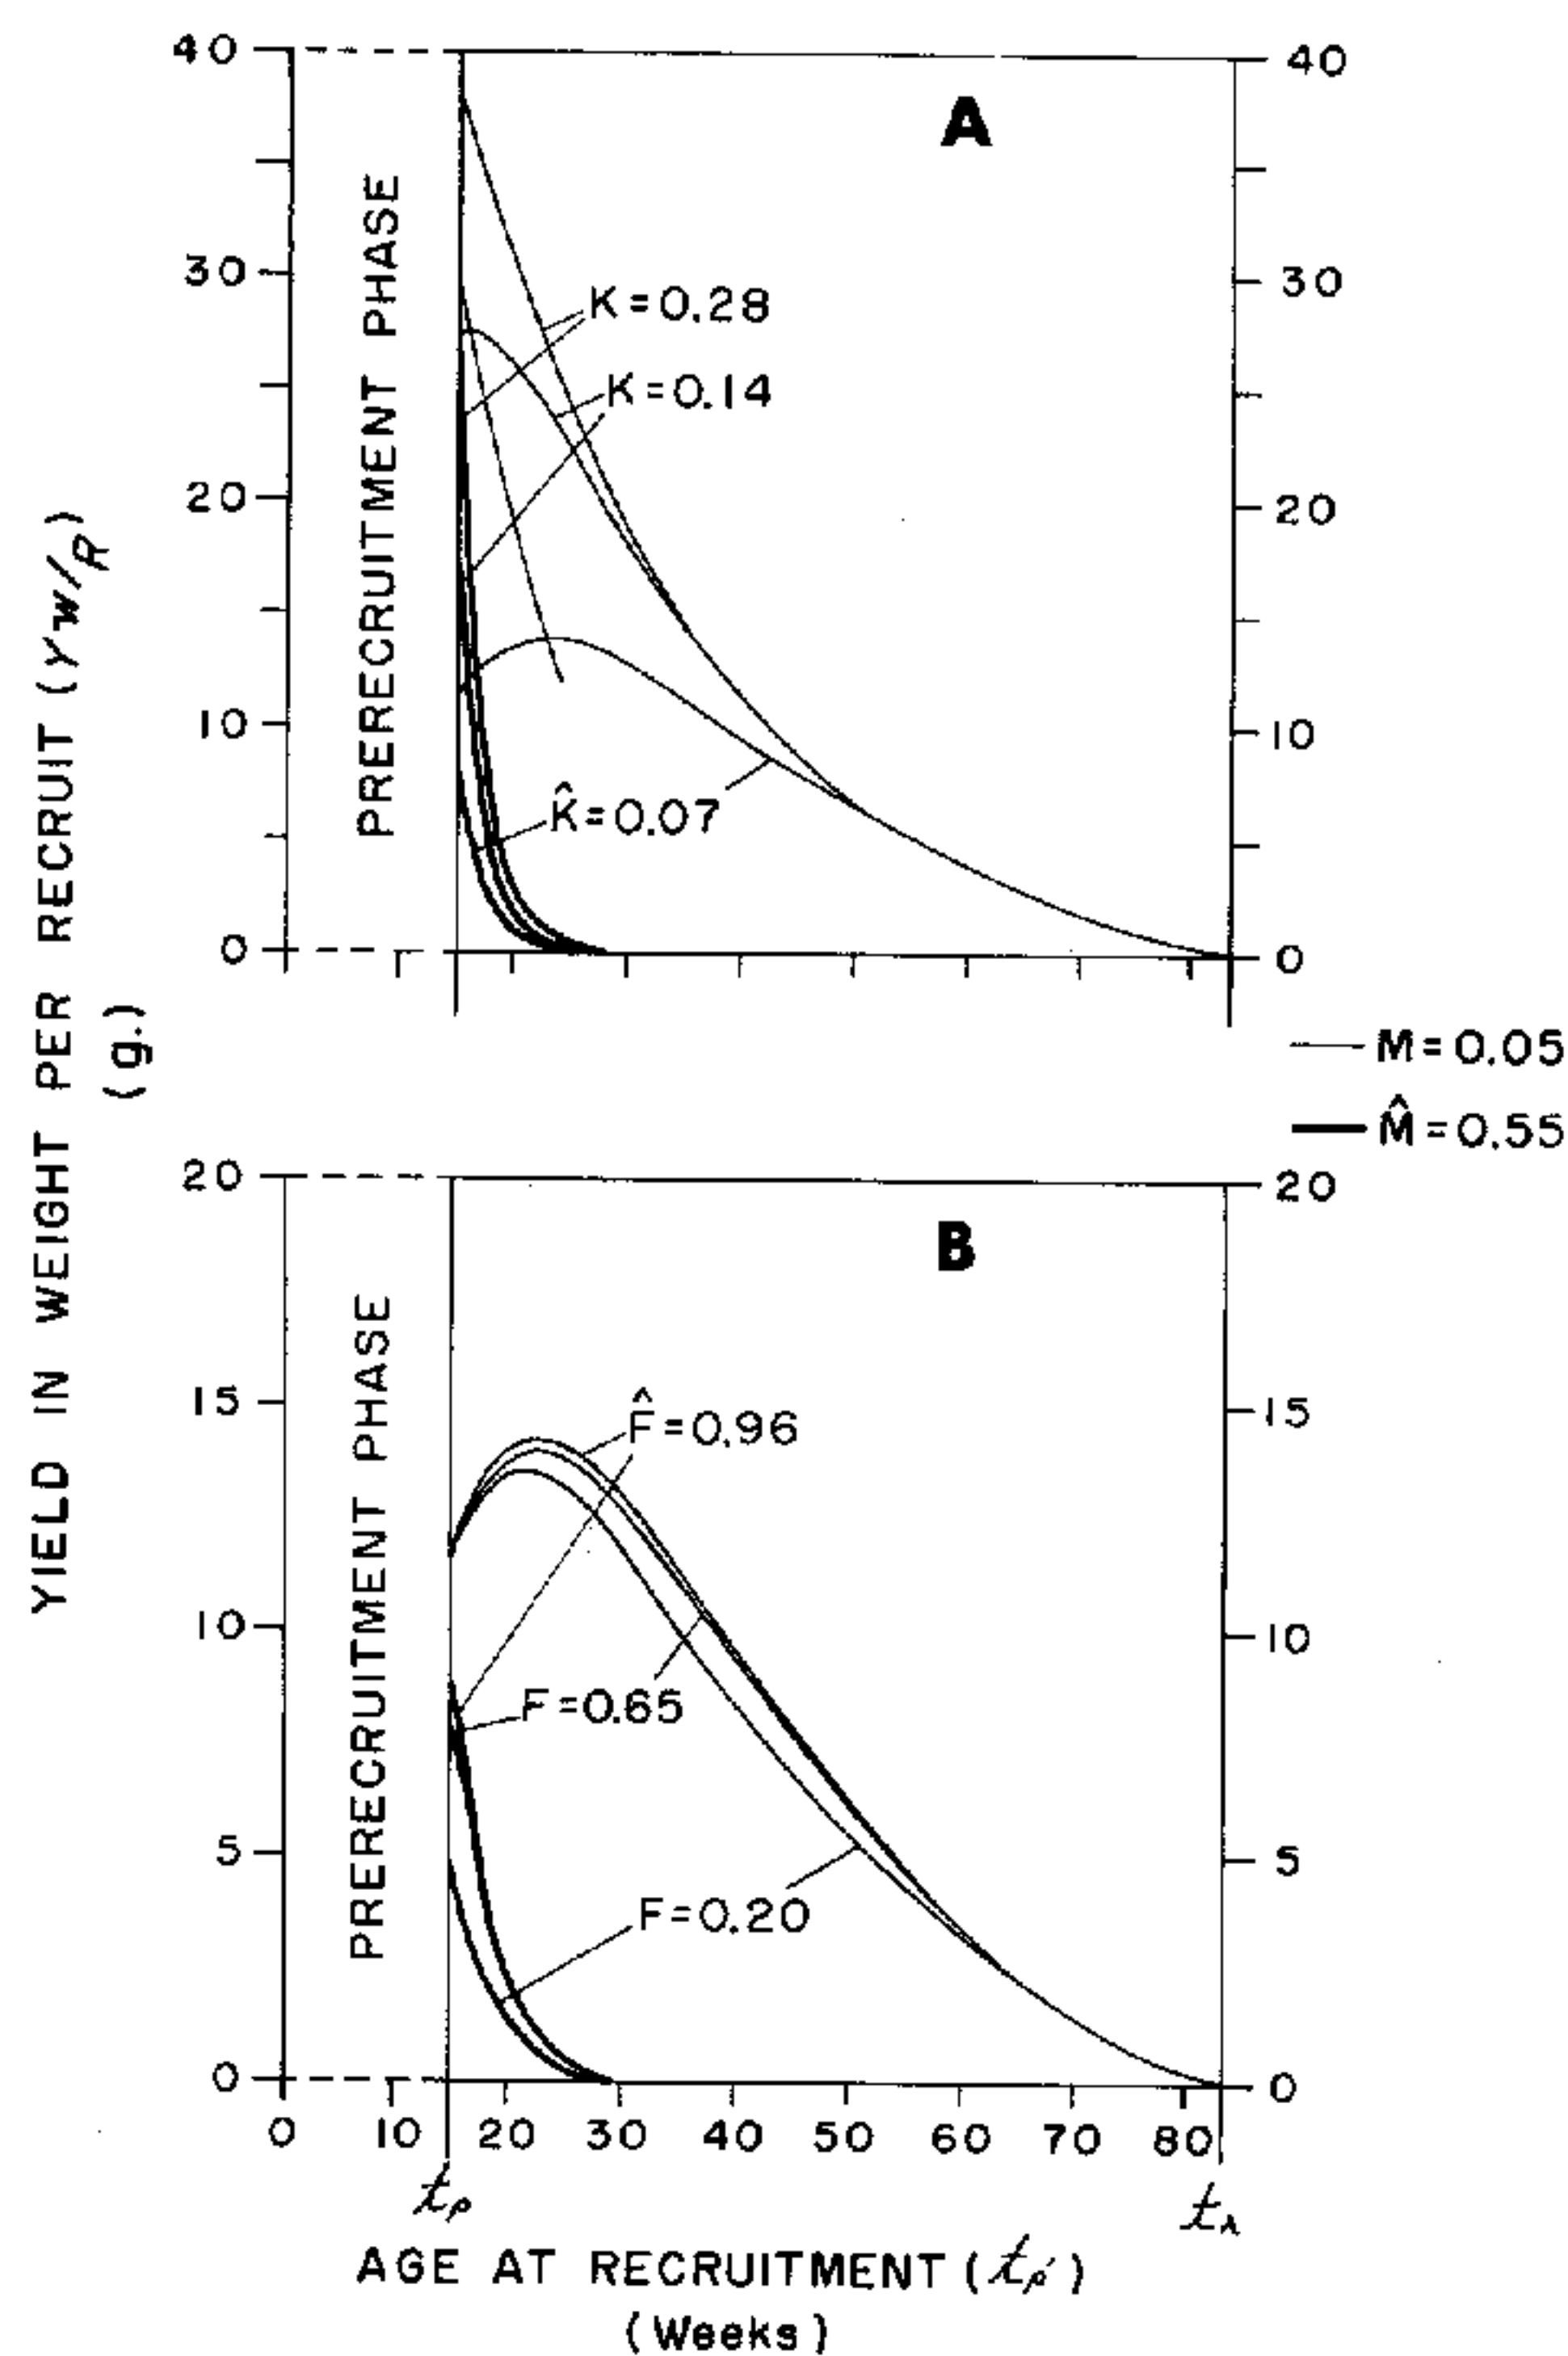 YIELD IN WEIGHT PER RECRUIT (Yw/R)
(g.)
A
PRERECRUITMENT PHASE
40
30
20
10
0
40
30
20
10
0
K=0.28
K=0.14
K̂=0.07
M=0.05
M̂=0.55
B
PRERECRUITMENT PHASE
20
15
10
5
0
20
15
10
5
0
F̂=0.96
F=0.65
F=0.20
0 10 20 30 40 50 60 70 80
tρ tλ
AGE AT RECRUITMENT (tρ')
(Weeks)